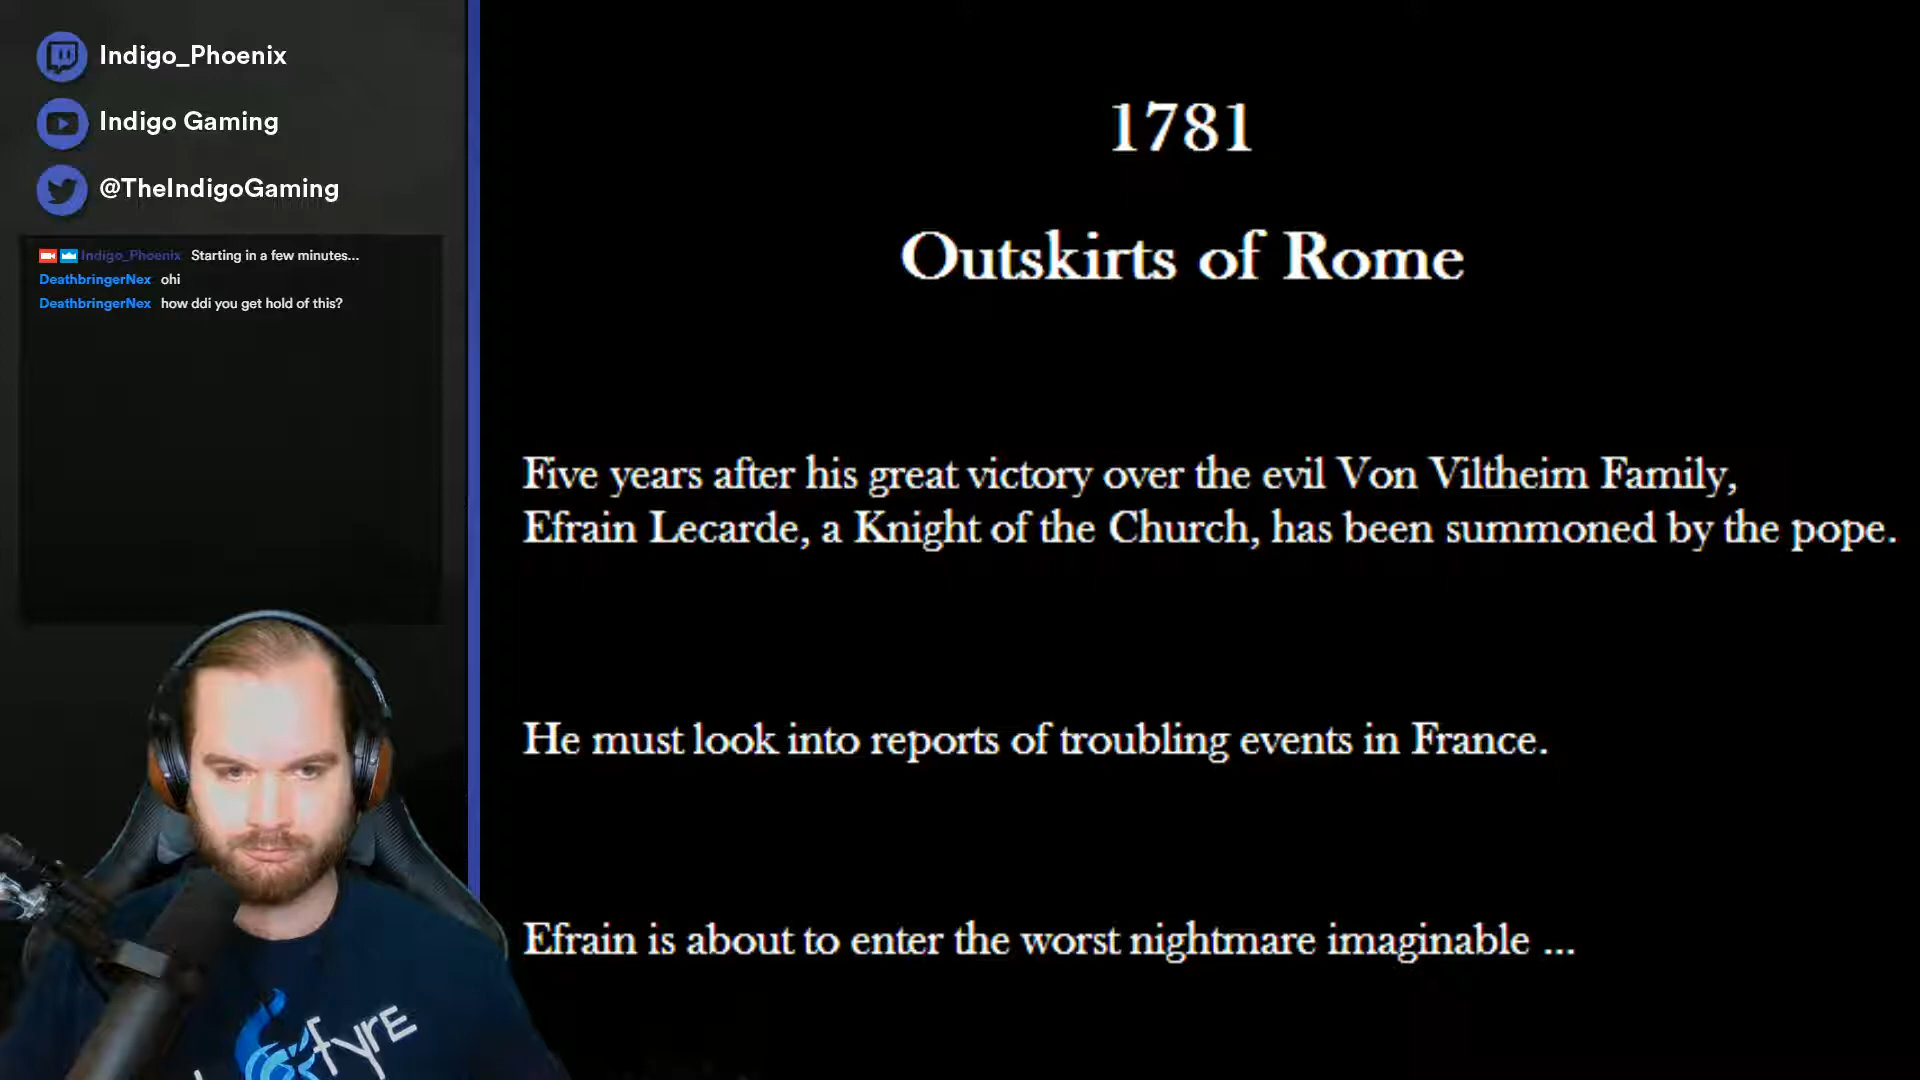 Indigo_Phoenix
Indigo Gaming
@TheIndigoGaming
Indigo_Phoenix Starting in a few minutes...
DeathbringerNex ohi
DeathbringerNex how ddi you get hold of this?
1781
Outskirts of Rome
Five years after his great victory over the evil Von Viltheim Family,
Efrain Lecarde, a Knight of the Church, has been summoned by the pope.
He must look into reports of troubling events in France.
Efrain is about to enter the worst nightmare imaginable ...
fyre